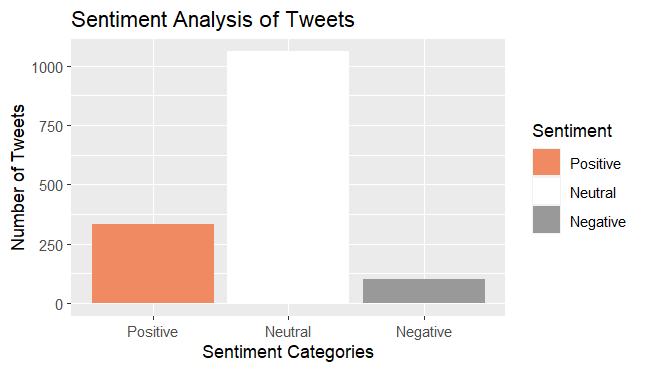 Sentiment Analysis of Tweets
Number of Tweets
1000
750
500
250
0
Positive
Neutral
Negative
Sentiment Categories
Sentiment
Positive
Neutral
Negative